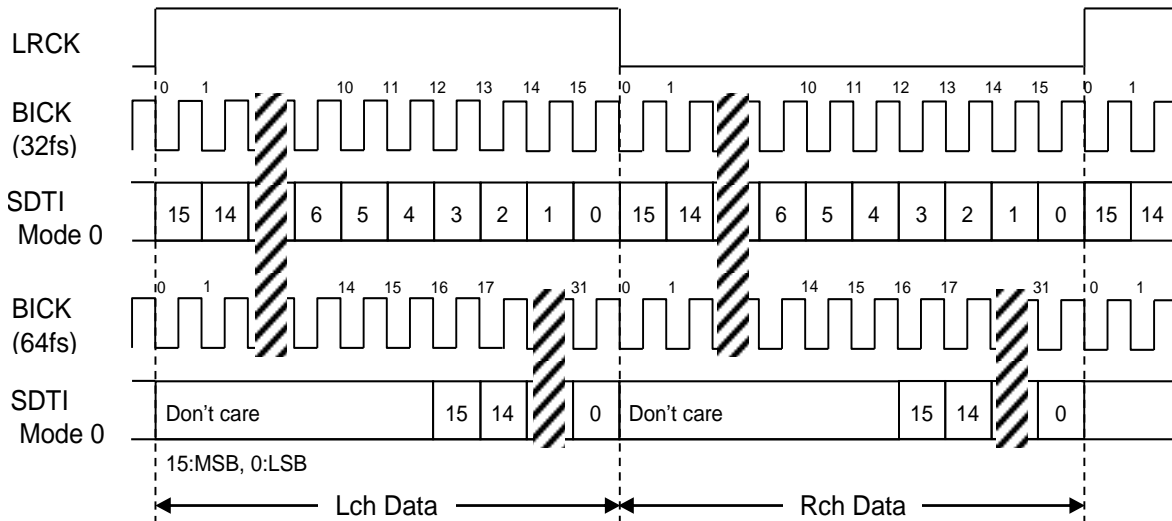 LRCK
0 1 10 11 12 13 14 15 0 1 10 11 12 13 14 15 0 1
BICK
(32fs)
SDTI
Mode 0
15 14 6 5 4 3 2 1 0 15 14 6 5 4 3 2 1 0 15 14
0 1 14 15 16 17 31 0 1 14 15 16 17 31 0 1
BICK
(64fs)
SDTI
Mode 0
Don't care 15 14 0 Don't care 15 14 0
15:MSB, 0:LSB
Lch Data Rch Data